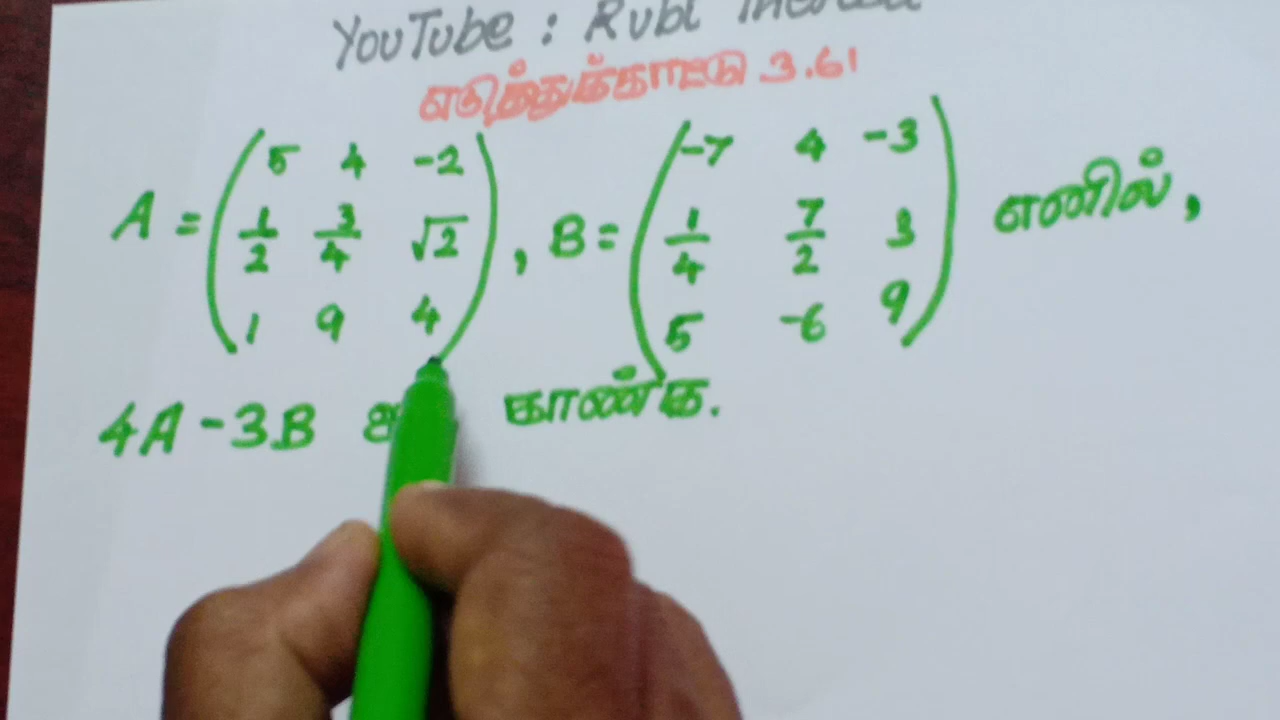 YouTube : Rubi
எடுத்துக்காட்டு 3.61
A = ( 5 4 -2 ; 1/2 3/4 √2 ; 1 9 4 ) , B = ( -7 4 -3 ; 1/4 7/2 3 ; 5 -6 9 ) எனில்,
4A - 3B காண்க.